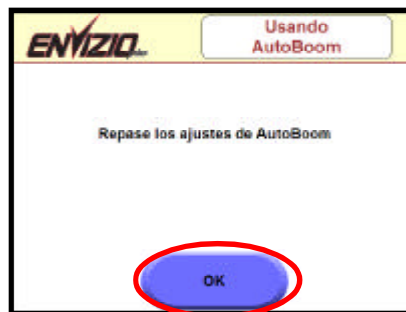 ENVIZIO
Usando
AutoBoom
Repase los ajustes de AutoBoom
OK